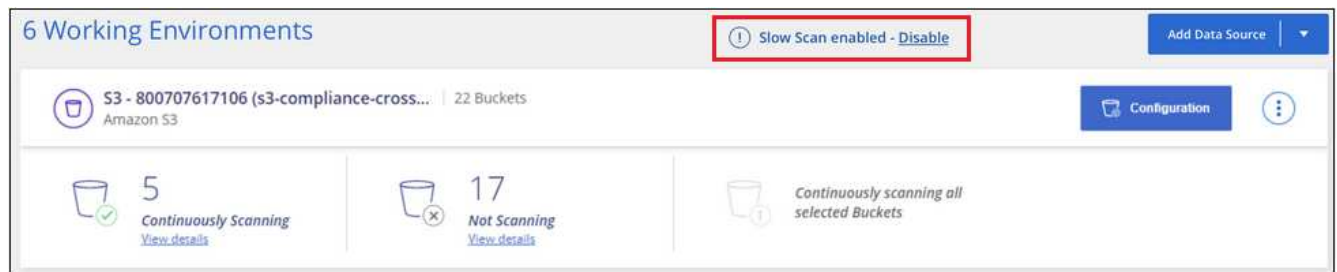 6 Working Environments
Slow Scan enabled - Disable
Add Data Source
S3 - 800707617106 (s3-compliance-cross... 22 Buckets
Amazon S3
Configuration
5
Continuously Scanning
View details
17
Not Scanning
View details
Continuously scanning all
selected Buckets